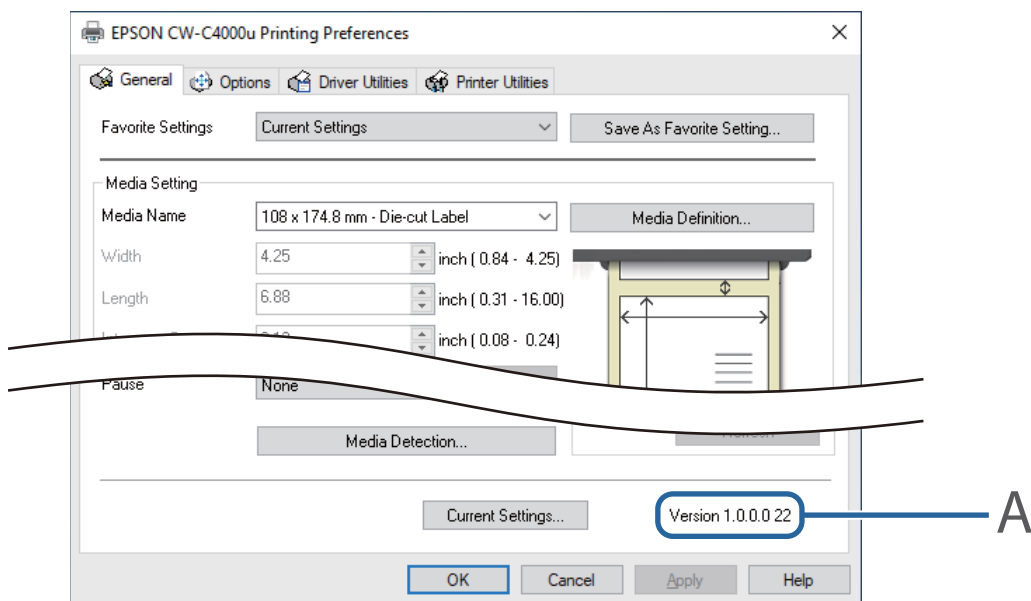 EPSON CW-C4000u Printing Preferences
General Options Driver Utilities Printer Utilities
Favorite Settings Current Settings Save As Favorite Setting...
Media Setting
Media Name 108 x 174.8 mm - Die-cut Label Media Definition...
Width 4.25 inch ( 0.84 - 4.25)
Length 6.88 inch ( 0.31 - 16.00)
inch ( 0.08 - 0.24)
Pause None
Media Detection...
Current Settings... Version 1.0.0.0 22 A
OK Cancel Apply Help